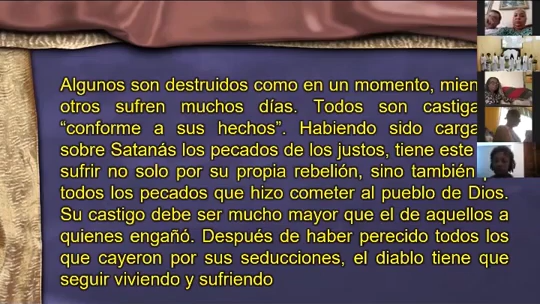 Algunos son destruidos como en un momento, mien
otros sufren muchos días. Todos son castiga
“conforme a sus hechos”. Habiendo sido carga
sobre Satanás los pecados de los justos, tiene este
sufrir no solo por su propia rebelión, sino también
todos los pecados que hizo cometer al pueblo de Dios.
Su castigo debe ser mucho mayor que el de aquellos a
quienes engañó. Después de haber perecido todos los
que cayeron por sus seducciones, el diablo tiene que
seguir viviendo y sufriendo